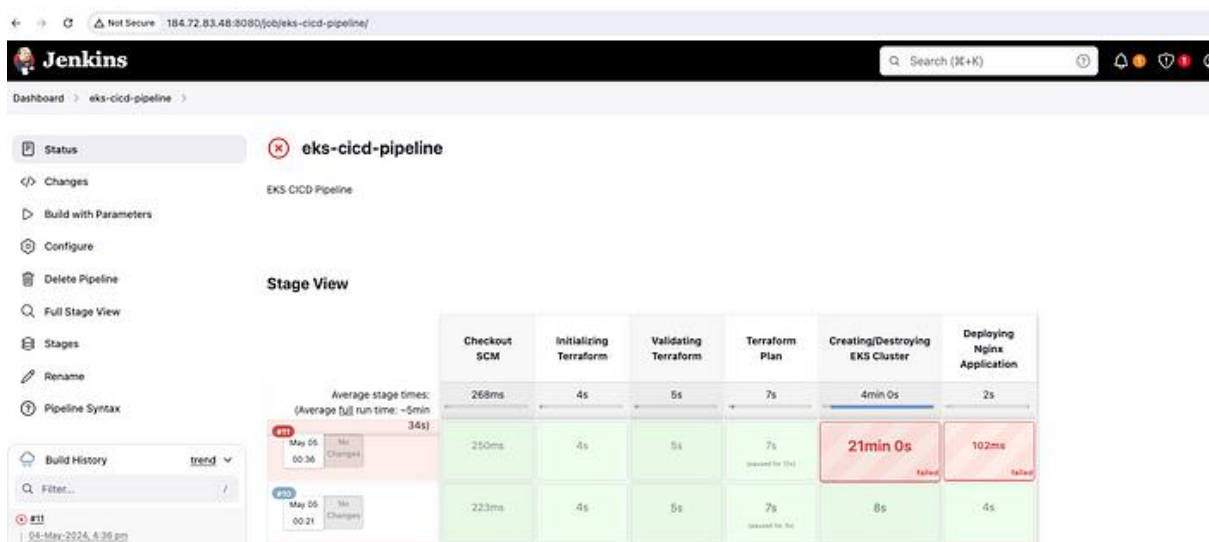 Not Secure 184.72.83.48:8080/job/eks-cicd-pipeline/
Jenkins
Search (⌘+K)
1
1
Dashboard > eks-cicd-pipeline >
Status
Changes
Build with Parameters
Configure
Delete Pipeline
Full Stage View
Stages
Rename
Pipeline Syntax
Build History
trend
Filter...
/
#11
04-May-2024, 4:36 pm
eks-cicd-pipeline
EKS CICD Pipeline
Stage View
Checkout SCM
Initializing Terraform
Validating Terraform
Terraform Plan
Creating/Destroying EKS Cluster
Deploying Nginx Application
Average stage times:
(Average full run time: ~5min
34s)
268ms
4s
5s
7s
4min 0s
2s
#11
May 05
00:36
No Changes
250ms
4s
5s
7s
21min 0s
failed
102ms
failed
#10
May 05
00:21
No Changes
223ms
4s
5s
7s
8s
4s